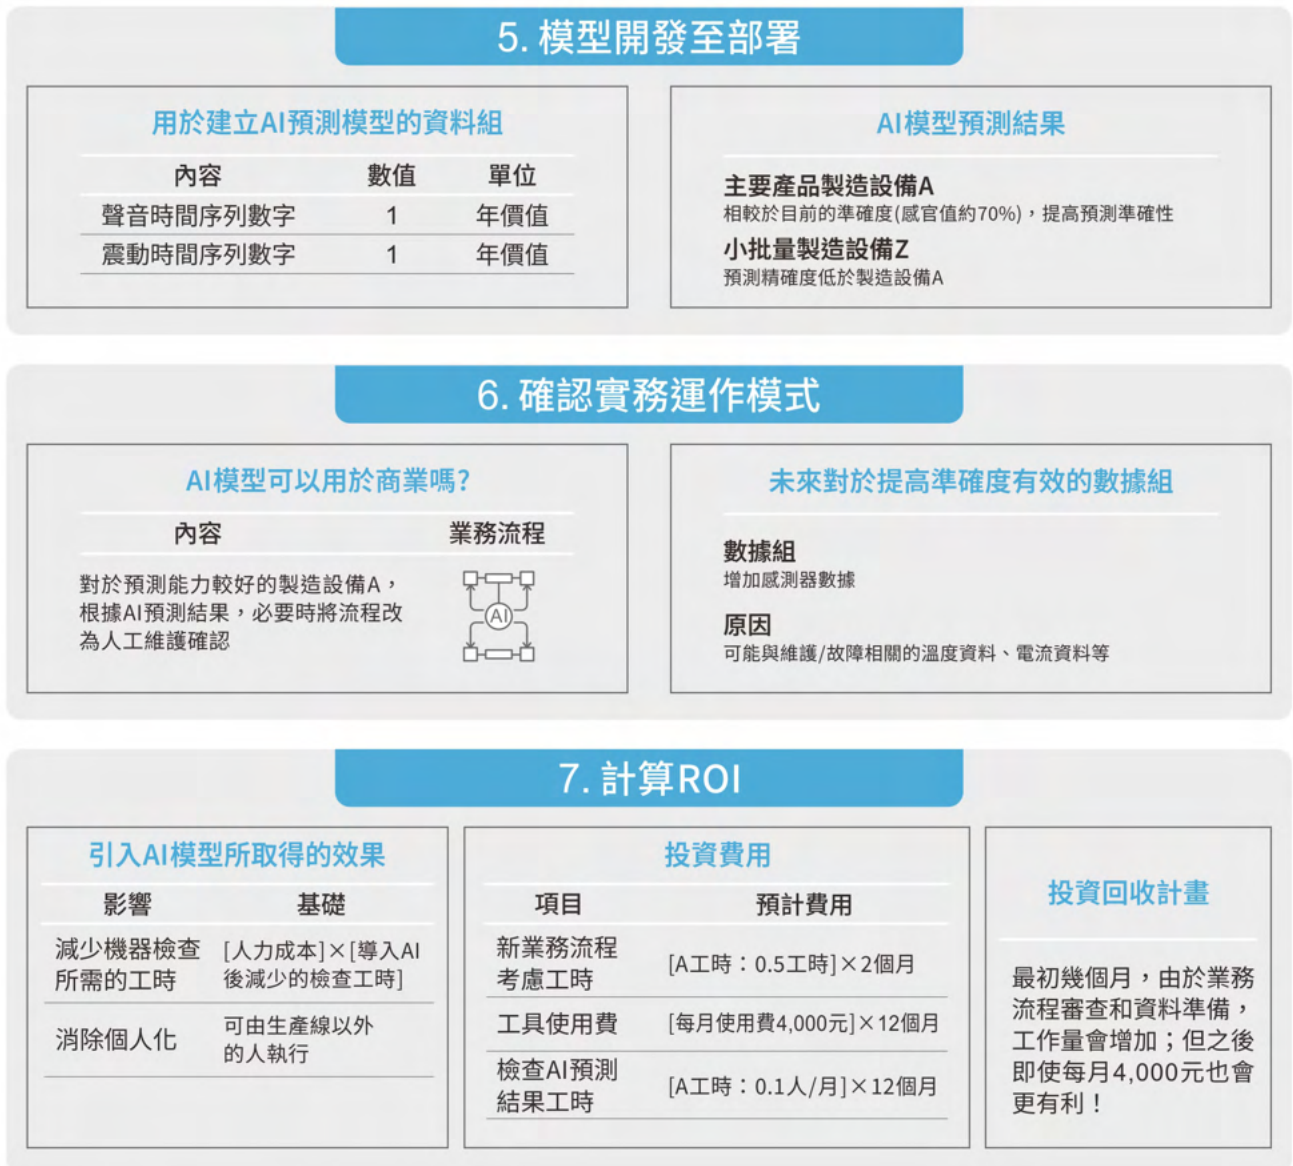 5. 模型開發至部署
用於建立AI預測模型的資料組
內容 數值 單位
聲音時間序列數字 1 年價值
震動時間序列數字 1 年價值
AI模型預測結果
主要產品製造設備A
相較於目前的準確度(感官值約70%)，提高預測準確性
小批量製造設備Z
預測精確度低於製造設備A
6. 確認實務運作模式
AI模型可以用於商業嗎?
內容 業務流程
對於預測能力較好的製造設備A，
根據AI預測結果，必要時將流程改
為人工維護確認
AI
未來對於提高準確度有效的數據組
數據組
增加感測器數據
原因
可能與維護/故障相關的溫度資料、電流資料等
7. 計算ROI
引入AI模型所取得的效果
影響 基礎
減少機器檢查
所需的工時
[人力成本]×[導入AI
後減少的檢查工時]
消除個人化
可由生產線以外
的人執行
投資費用
項目 預計費用
新業務流程
考慮工時
[A工時：0.5工時]×2個月
工具使用費 [每月使用費4,000元]×12個月
檢查AI預測
結果工時
[A工時：0.1人/月]×12個月
投資回收計畫
最初幾個月，由於業務
流程審查和資料準備，
工作量會增加；但之後
即使每月4,000元也會
更有利！